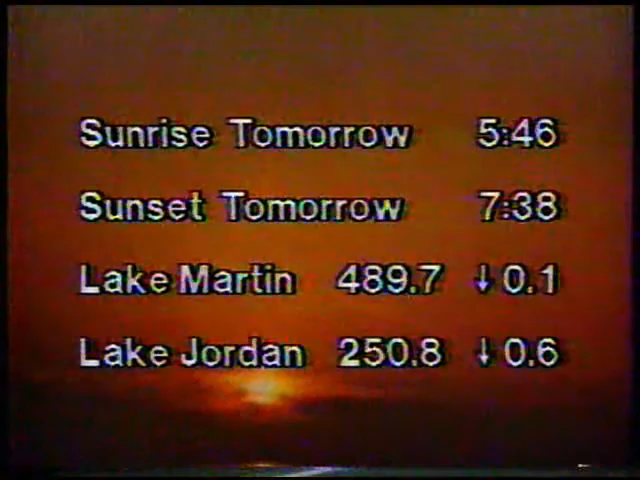 Sunrise Tomorrow 5:46
Sunset Tomorrow 7:38
Lake Martin 489.7 ↓0.1
Lake Jordan 250.8 ↓0.6